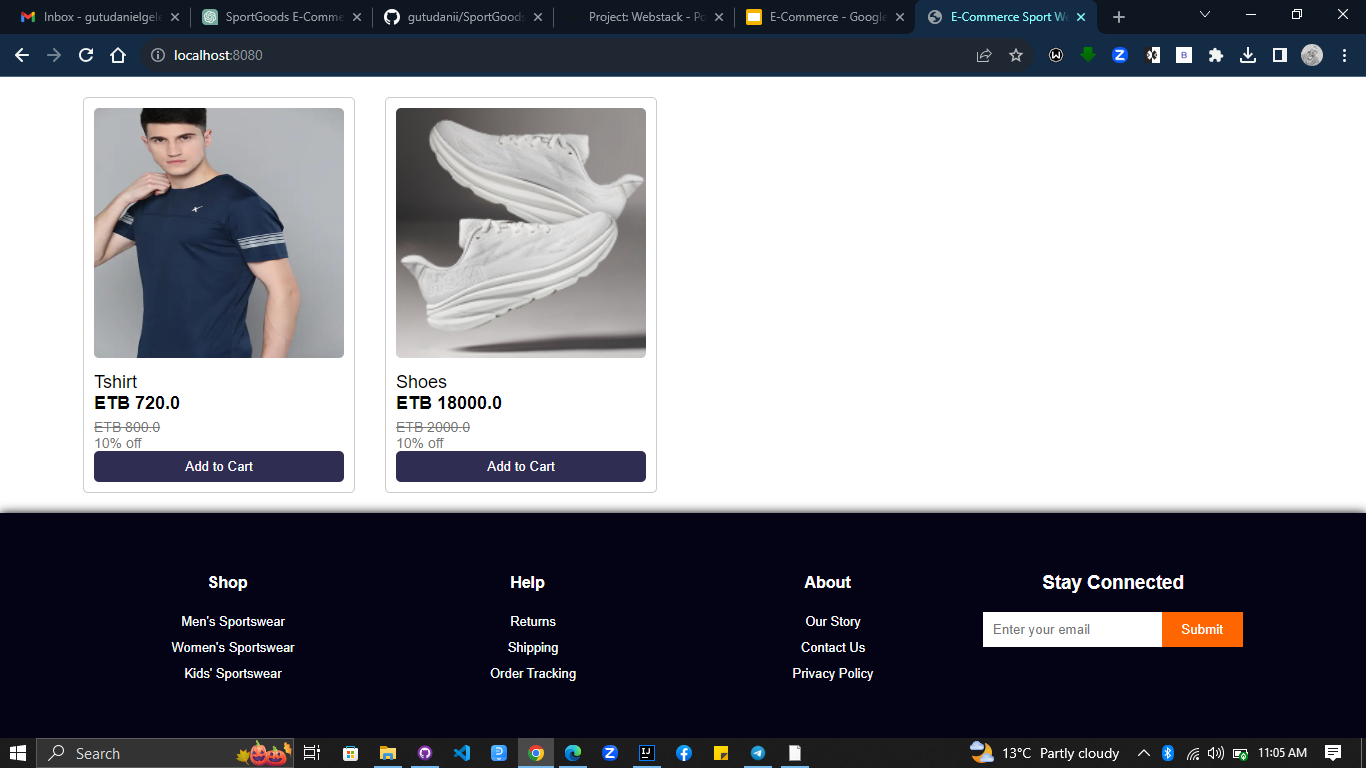 Inbox - gutudanielgele
SportGoods E-Comme
gutudanii/SportGoods
Project: Webstack - Po
E-Commerce - Google
E-Commerce Sport We
localhost:8080
Tshirt
ETB 720.0
ETB 800.0
10% off
Add to Cart
Shoes
ETB 18000.0
ETB 2000.0
10% off
Add to Cart
Shop
Men's Sportswear
Women's Sportswear
Kids' Sportswear
Help
Returns
Shipping
Order Tracking
About
Our Story
Contact Us
Privacy Policy
Stay Connected
Enter your email
Submit
Search
13°C Partly cloudy
11:05 AM